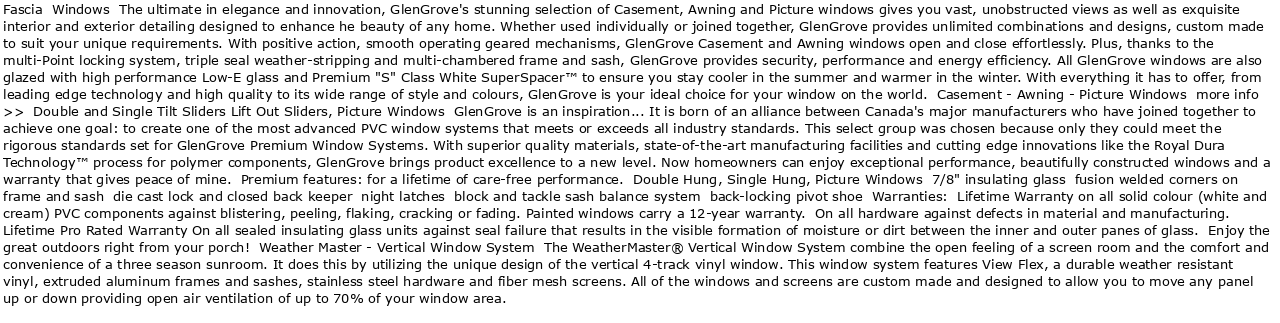 Fascia  Windows  The ultimate in elegance and innovation, GlenGrove's stunning selection of Casement, Awning and Picture windows gives you vast, unobstructed views as well as exquisite
interior and exterior detailing designed to enhance he beauty of any home. Whether used individually or joined together, GlenGrove provides unlimited combinations and designs, custom made
to suit your unique requirements. With positive action, smooth operating geared mechanisms, GlenGrove Casement and Awning windows open and close effortlessly. Plus, thanks to the
multi-Point locking system, triple seal weather-stripping and multi-chambered frame and sash, GlenGrove provides security, performance and energy efficiency. All GlenGrove windows are also
glazed with high performance Low-E glass and Premium "S" Class White SuperSpacer™ to ensure you stay cooler in the summer and warmer in the winter. With everything it has to offer, from
leading edge technology and high quality to its wide range of style and colours, GlenGrove is your ideal choice for your window on the world.  Casement - Awning - Picture Windows  more info
>>  Double and Single Tilt Sliders Lift Out Sliders, Picture Windows  GlenGrove is an inspiration... It is born of an alliance between Canada's major manufacturers who have joined together to
achieve one goal: to create one of the most advanced PVC window systems that meets or exceeds all industry standards. This select group was chosen because only they could meet the
rigorous standards set for GlenGrove Premium Window Systems. With superior quality materials, state-of-the-art manufacturing facilities and cutting edge innovations like the Royal Dura
Technology™ process for polymer components, GlenGrove brings product excellence to a new level. Now homeowners can enjoy exceptional performance, beautifully constructed windows and a
warranty that gives peace of mine.  Premium features: for a lifetime of care-free performance.  Double Hung, Single Hung, Picture Windows  7/8" insulating glass  fusion welded corners on
frame and sash  die cast lock and closed back keeper  night latches  block and tackle sash balance system  back-locking pivot shoe  Warranties:  Lifetime Warranty on all solid colour (white and
cream) PVC components against blistering, peeling, flaking, cracking or fading. Painted windows carry a 12-year warranty.  On all hardware against defects in material and manufacturing.
Lifetime Pro Rated Warranty On all sealed insulating glass units against seal failure that results in the visible formation of moisture or dirt between the inner and outer panes of glass.  Enjoy the
great outdoors right from your porch!  Weather Master - Vertical Window System  The WeatherMaster® Vertical Window System combine the open feeling of a screen room and the comfort and
convenience of a three season sunroom. It does this by utilizing the unique design of the vertical 4-track vinyl window. This window system features View Flex, a durable weather resistant
vinyl, extruded aluminum frames and sashes, stainless steel hardware and fiber mesh screens. All of the windows and screens are custom made and designed to allow you to move any panel
up or down providing open air ventilation of up to 70% of your window area.